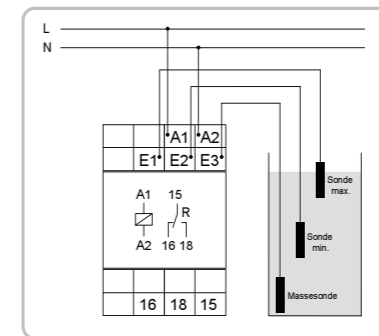 L
N
A1 A2
E1 E2 E3
A1 15
R
A2 16 18
16 18 15
Sonde
max.
Sonde
min.
Massesonde